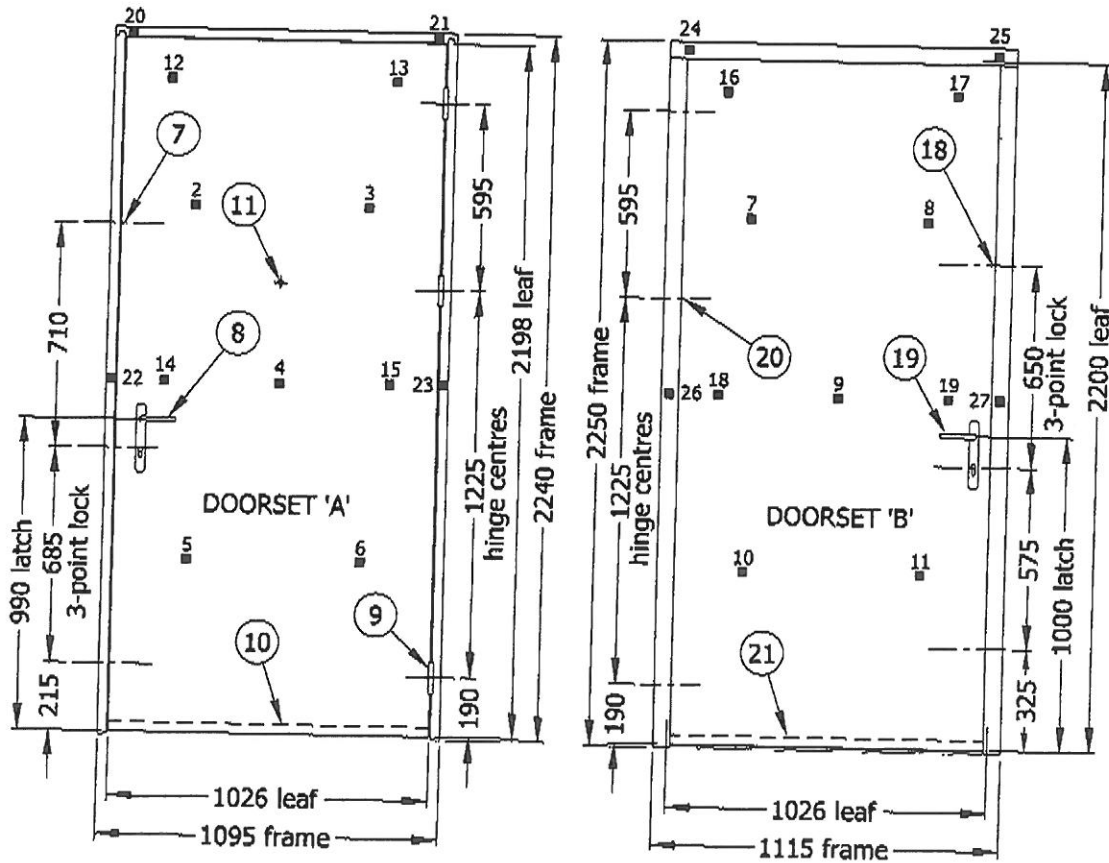 20
21
12
13
7
2
3
11
595
710
8
2198 leaf
22
14
4
15
23
990 latch
685
3-point lock
DOORSET 'A'
1225
hinge centres
2240 frame
5
6
9
10
215
190
1026 leaf
1095 frame
24
25
16
17
18
595
7
8
2250 frame
20
19
650
3-point lock
2200 leaf
26
18
9
19
27
1225
hinge centres
DOORSET 'B'
10
11
575
1000 latch
21
190
325
1026 leaf
1115 frame